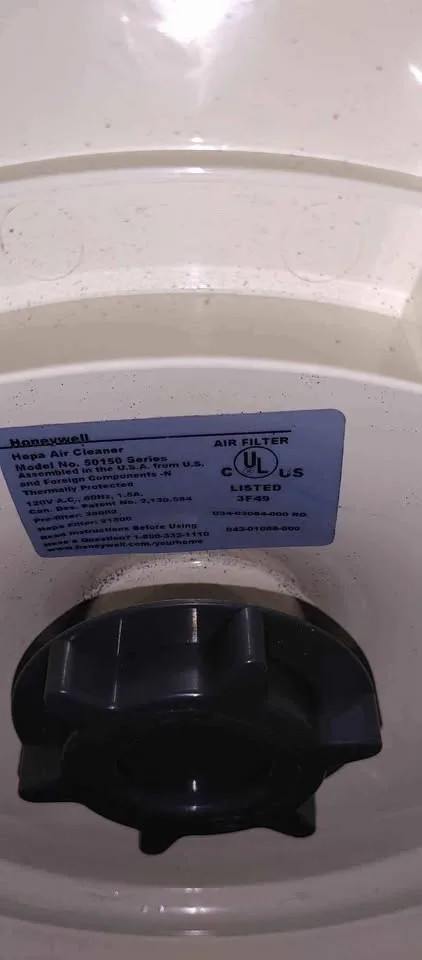 Honeywell
Hepa Air Cleaner
Model No. 50150 Series
Assembled in the U.S.A. from U.S.
and Foreign Components -N
Thermally Protected
120V A.C., 60Hz, 1.5A.
Can. Des. Patent No. 2,130,584
Pre-filter: 38002
Hepa Filter: 21500
Read Instructions Before Using
Have a Question? 1-800-332-1110
www.honeywell.com/yourhome
AIR FILTER
C UL US
LISTED
3F49
034-03084-000
043-01088-000